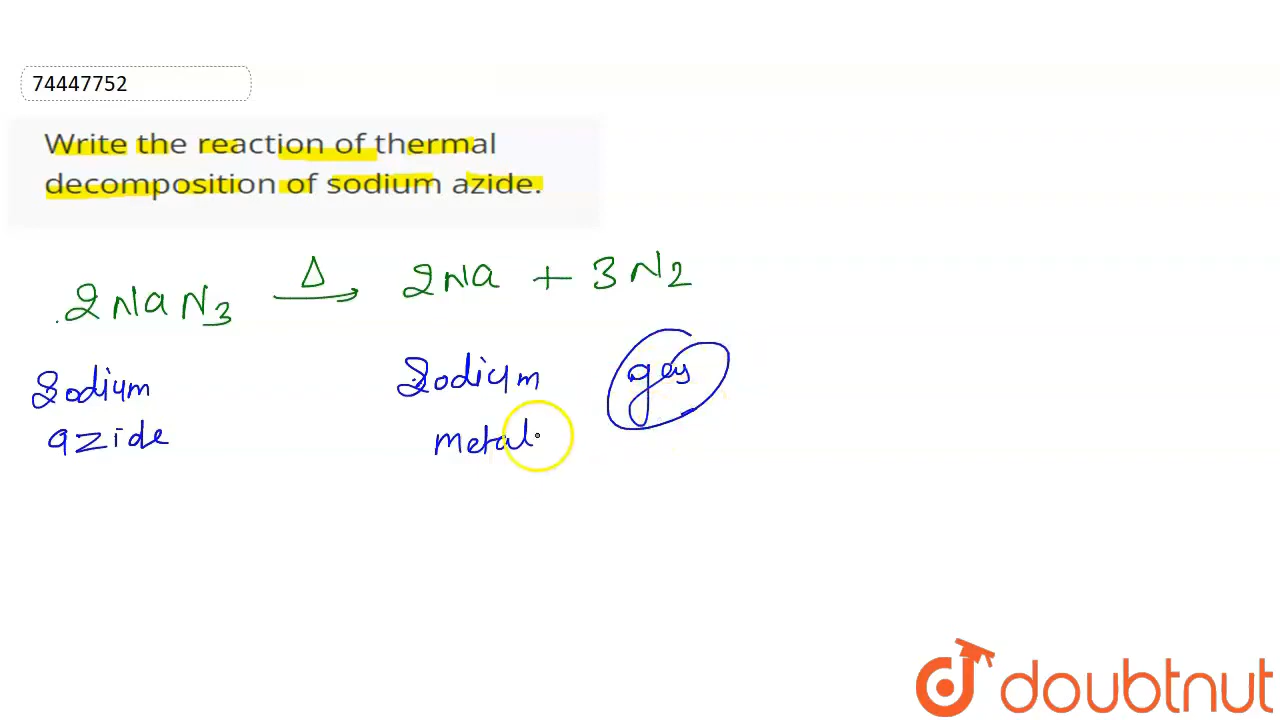 74447752
Write the reaction of thermal
decomposition of sodium azide.
2NaN3 Δ→ 2Na + 3N2
Sodium Sodium gas
azide metal
doubtnut